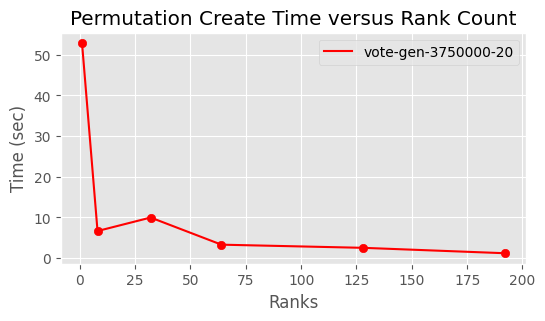 Permutation Create Time versus Rank Count
vote-gen-3750000-20
50
40
30
20
10
0
Time (sec)
0 25 50 75 100 125 150 175 200
Ranks